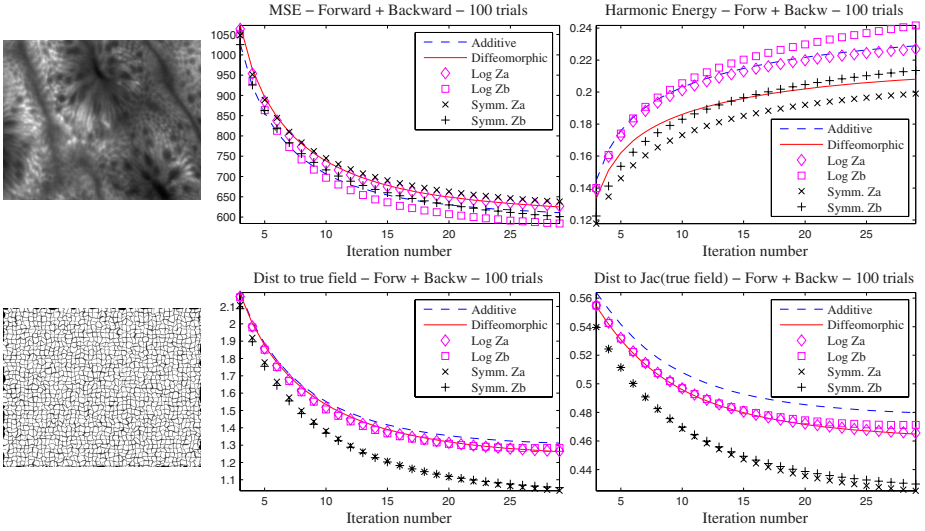 MSE – Forward + Backward – 100 trials
1050
1000
950
900
850
800
750
700
650
600
5
10
15
20
25
Iteration number
Additive
Diffeomorphic
Log Za
Log Zb
Symm. Za
Symm. Zb
Harmonic Energy – Forw + Backw – 100 trials
0.24
0.22
0.2
0.18
0.16
0.14
0.12
5
10
15
20
25
Iteration number
Additive
Diffeomorphic
Log Za
Log Zb
Symm. Za
Symm. Zb
Dist to true field – Forw + Backw – 100 trials
2.1
2
1.9
1.8
1.7
1.6
1.5
1.4
1.3
1.2
1.1
5
10
15
20
25
Iteration number
Additive
Diffeomorphic
Log Za
Log Zb
Symm. Za
Symm. Zb
Dist to Jac(true field) – Forw + Backw – 100 trials
0.56
0.54
0.52
0.5
0.48
0.46
0.44
5
10
15
20
25
Iteration number
Additive
Diffeomorphic
Log Za
Log Zb
Symm. Za
Symm. Zb